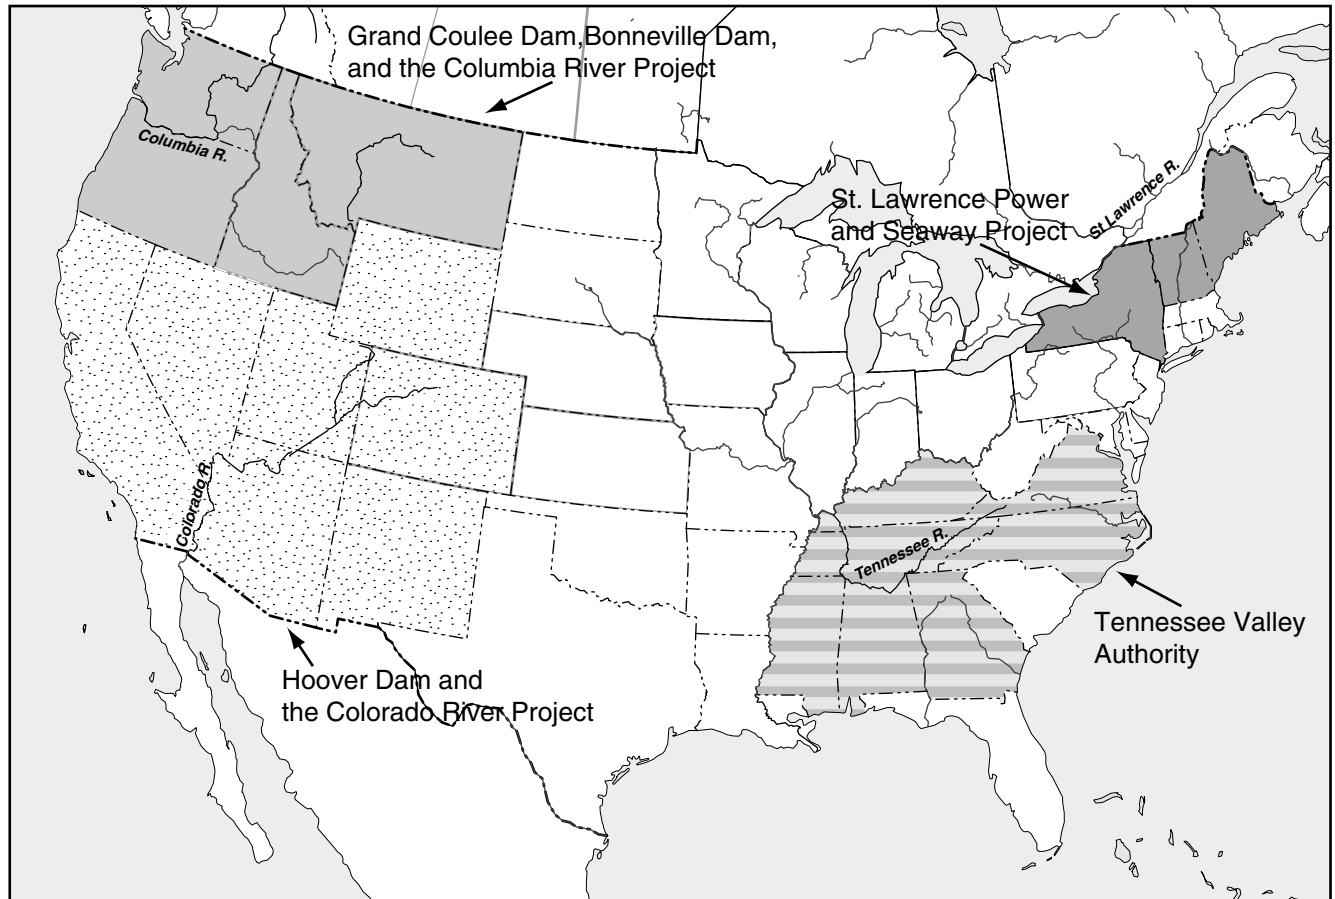 Grand Coulee Dam,Bonneville Dam,
and the Columbia River Project
Columbia R.
St. Lawrence R.
St. Lawrence Power
and Seaway Project
Colorado R.
Tennessee R.
Tennessee Valley
Authority
Hoover Dam and
the Colorado River Project